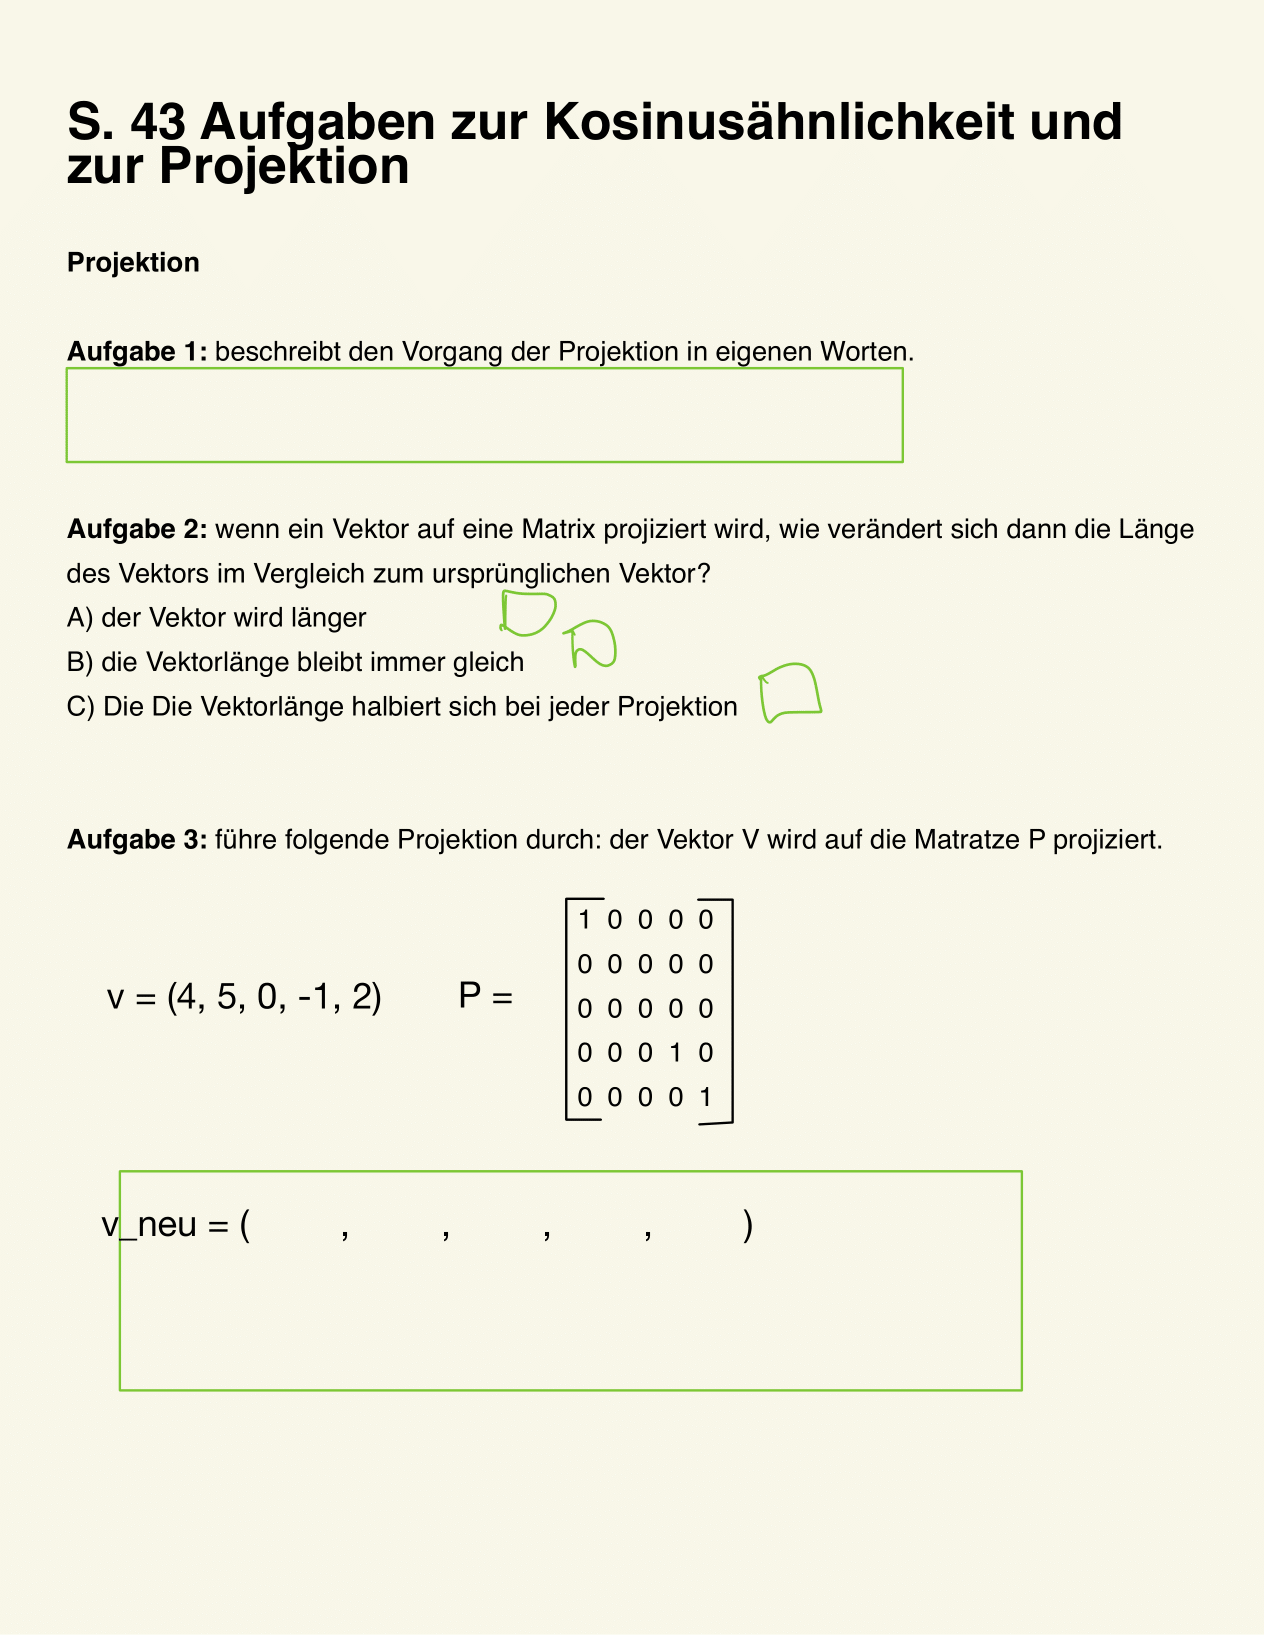 S. 43 Aufgaben zur Kosinusähnlichkeit und
zur Projektion
Projektion
Aufgabe 1: beschreibt den Vorgang der Projektion in eigenen Worten.
Aufgabe 2: wenn ein Vektor auf eine Matrix projiziert wird, wie verändert sich dann die Länge
des Vektors im Vergleich zum ursprünglichen Vektor?
A) der Vektor wird länger
B) die Vektorlänge bleibt immer gleich
C) Die Die Vektorlänge halbiert sich bei jeder Projektion
Aufgabe 3: führe folgende Projektion durch: der Vektor V wird auf die Matratze P projiziert.
v = (4, 5, 0, -1, 2) P =
1 0 0 0 0
0 0 0 0 0
0 0 0 0 0
0 0 0 1 0
0 0 0 0 1
v_neu = ( , , , , )